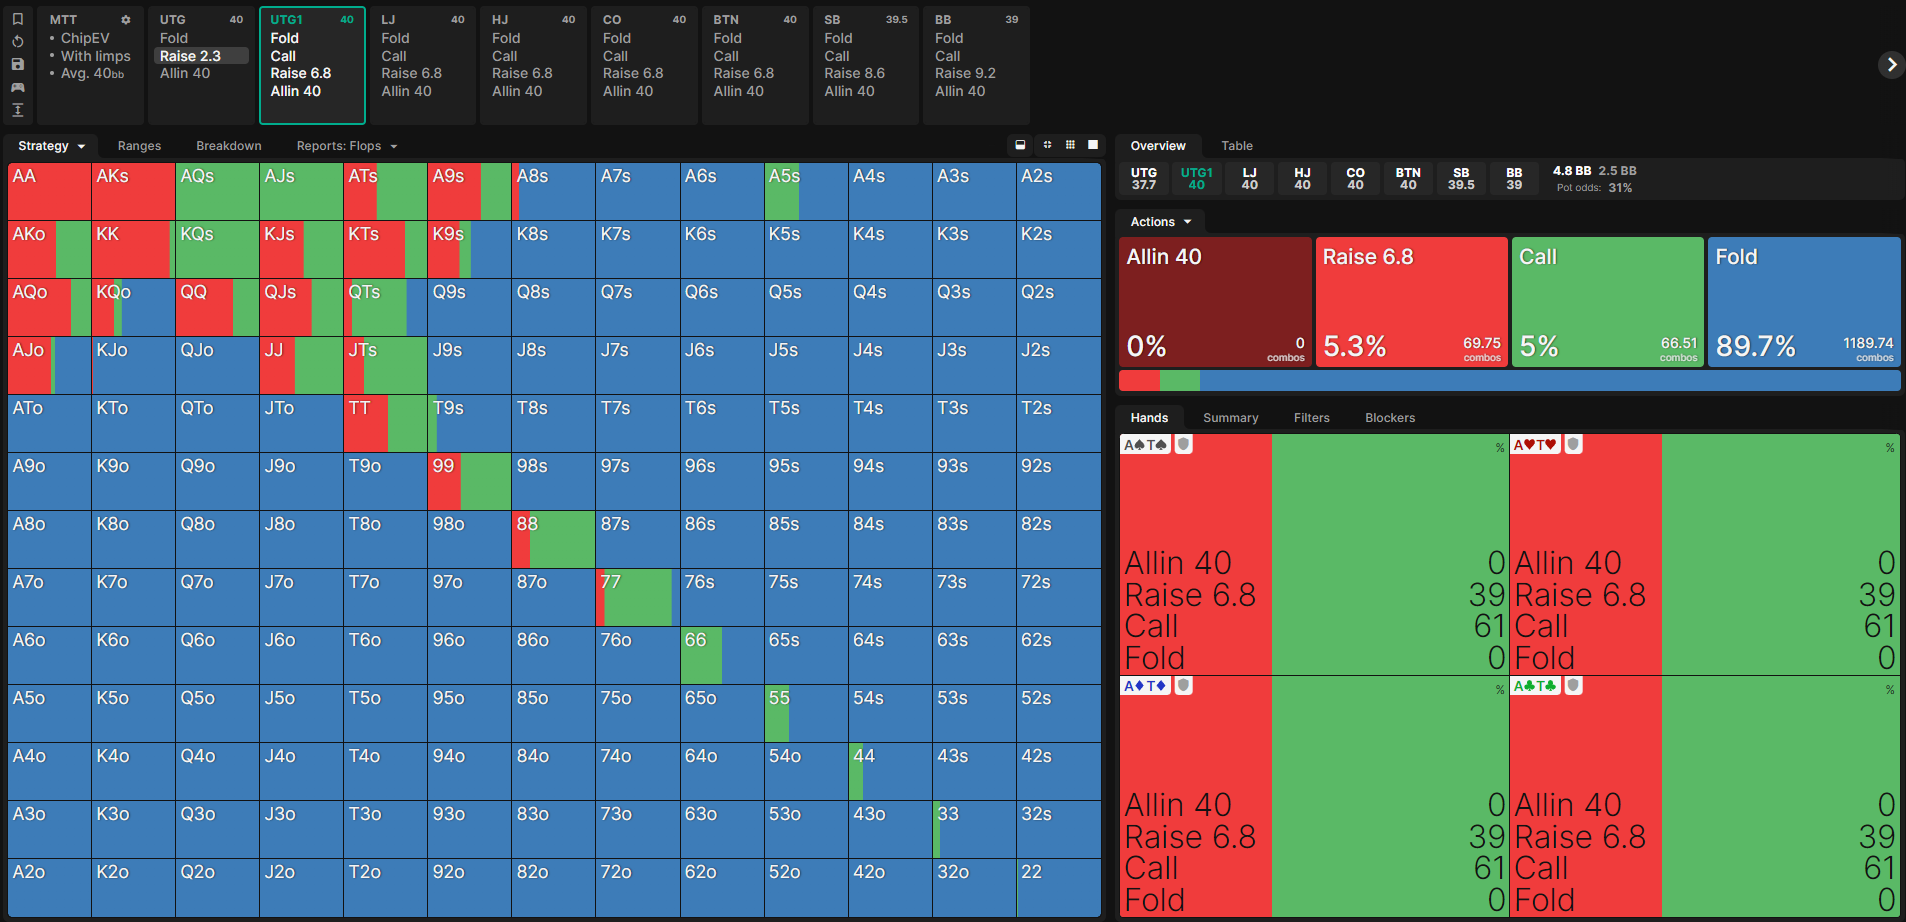 MTT
• ChipEV
• With limps
• Avg. 40bb
UTG 40
Fold
Raise 2.3
Allin 40
UTG1 40
Fold
Call
Raise 6.8
Allin 40
LJ 40
Fold
Call
Raise 6.8
Allin 40
HJ 40
Fold
Call
Raise 6.8
Allin 40
CO 40
Fold
Call
Raise 6.8
Allin 40
BTN 40
Fold
Call
Raise 6.8
Allin 40
SB 39.5
Fold
Call
Raise 8.6
Allin 40
BB 39
Fold
Call
Raise 9.2
Allin 40
Strategy Ranges Breakdown Reports: Flops
AA AKs AQs AJs ATs A9s A8s A7s A6s A5s A4s A3s A2s
AKo KK KQs KJs KTs K9s K8s K7s K6s K5s K4s K3s K2s
AQo KQo QQ QJs QTs Q9s Q8s Q7s Q6s Q5s Q4s Q3s Q2s
AJo KJo QJo JJ JTs J9s J8s J7s J6s J5s J4s J3s J2s
ATo KTo QTo JTo TT T9s T8s T7s T6s T5s T4s T3s T2s
A9o K9o Q9o J9o T9o 99 98s 97s 96s 95s 94s 93s 92s
A8o K8o Q8o J8o T8o 98o 88 87s 86s 85s 84s 83s 82s
A7o K7o Q7o J7o T7o 97o 87o 77 76s 75s 74s 73s 72s
A6o K6o Q6o J6o T6o 96o 86o 76o 66 65s 64s 63s 62s
A5o K5o Q5o J5o T5o 95o 85o 75o 65o 55 54s 53s 52s
A4o K4o Q4o J4o T4o 94o 84o 74o 64o 54o 44 43s 42s
A3o K3o Q3o J3o T3o 93o 83o 73o 63o 53o 43o 33 32s
A2o K2o Q2o J2o T2o 92o 82o 72o 62o 52o 42o 32o 22
Overview Table
UTG UTG1 LJ HJ CO BTN SB BB 4.8 BB 2.5 BB
37.7 40 40 40 40 40 39.5 39 Pot odds: 31%
Actions
Allin 40
0% 0
combos
Raise 6.8
5.3% 69.75
combos
Call
5% 66.51
combos
Fold
89.7% 1189.74
combos
Hands Summary Filters Blockers
A♠T♠ %
Allin 40 0
Raise 6.8 39
Call 61
Fold 0
A♥T♥ %
Allin 40 0
Raise 6.8 39
Call 61
Fold 0
A♦T♦ %
Allin 40 0
Raise 6.8 39
Call 61
Fold 0
A♣T♣ %
Allin 40 0
Raise 6.8 39
Call 61
Fold 0